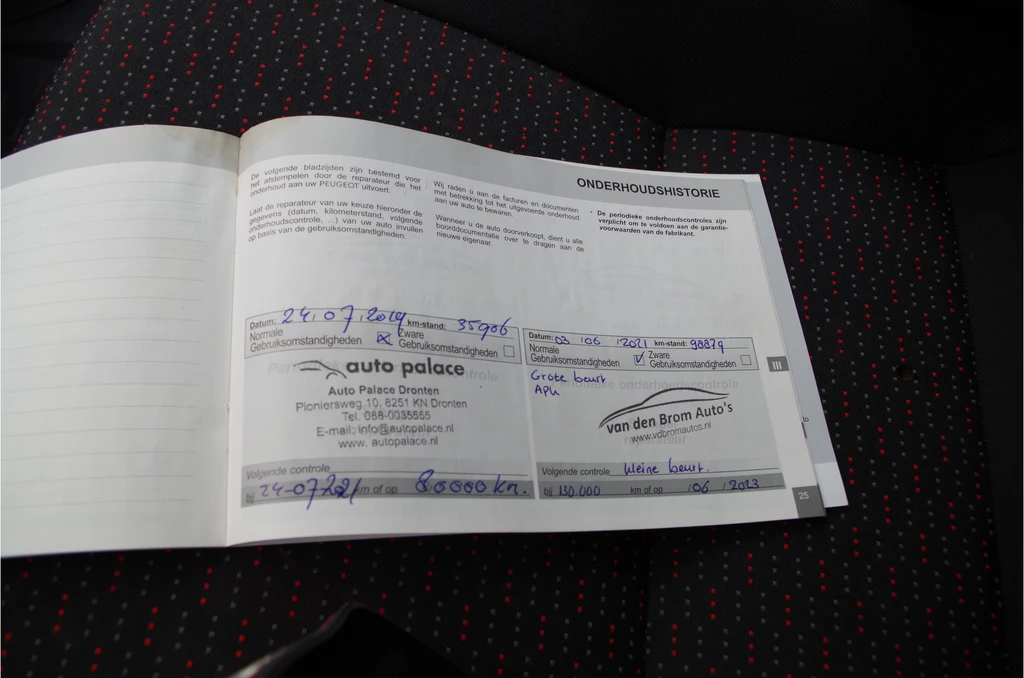 ONDERHOUDSHISTORIE
De volgende bladzijden zijn bestemd voor
het afstempelen door de reparateur die het
onderhoud aan uw PEUGEOT uitvoert.
Laat de reparateur van uw keuze hieronder de
gegevens (datum, kilometerstand, volgende
onderhoudscontrole, ...) van uw auto invullen
op basis van de gebruiksomstandigheden.
Wij raden u aan de facturen en documenten
met betrekking tot het uitgevoerde onderhoud
aan uw auto te bewaren.
Wanneer u de auto doorverkoopt, dient u alle
boorddocumentatie over te dragen aan de
nieuwe eigenaar.
• De periodieke onderhoudscontroles zijn
verplicht om te voldoen aan de garantie-
voorwaarden van de fabrikant.
Datum: 24 07 2019 km-stand: 35906
Normale Zware
Gebruiksomstandigheden Gebruiksomstandigheden
auto palace
Auto Palace Dronten
Pioniersweg 10, 8251 KN Dronten
Tel. 088-0035555
E-mail: info@autopalace.nl
www. autopalace.nl
Volgende controle
bij 24-07-2021 km of op 80000 km.
Datum: 03 06 2021 km-stand: 98879
Normale Zware
Gebruiksomstandigheden Gebruiksomstandigheden
Grote beurt
APK
onderhoudscontrole
van den Brom Auto's
www.vdbromautos.nl
Volgende controle kleine beurt.
bij 130.000 km of op 06 2023
III
25